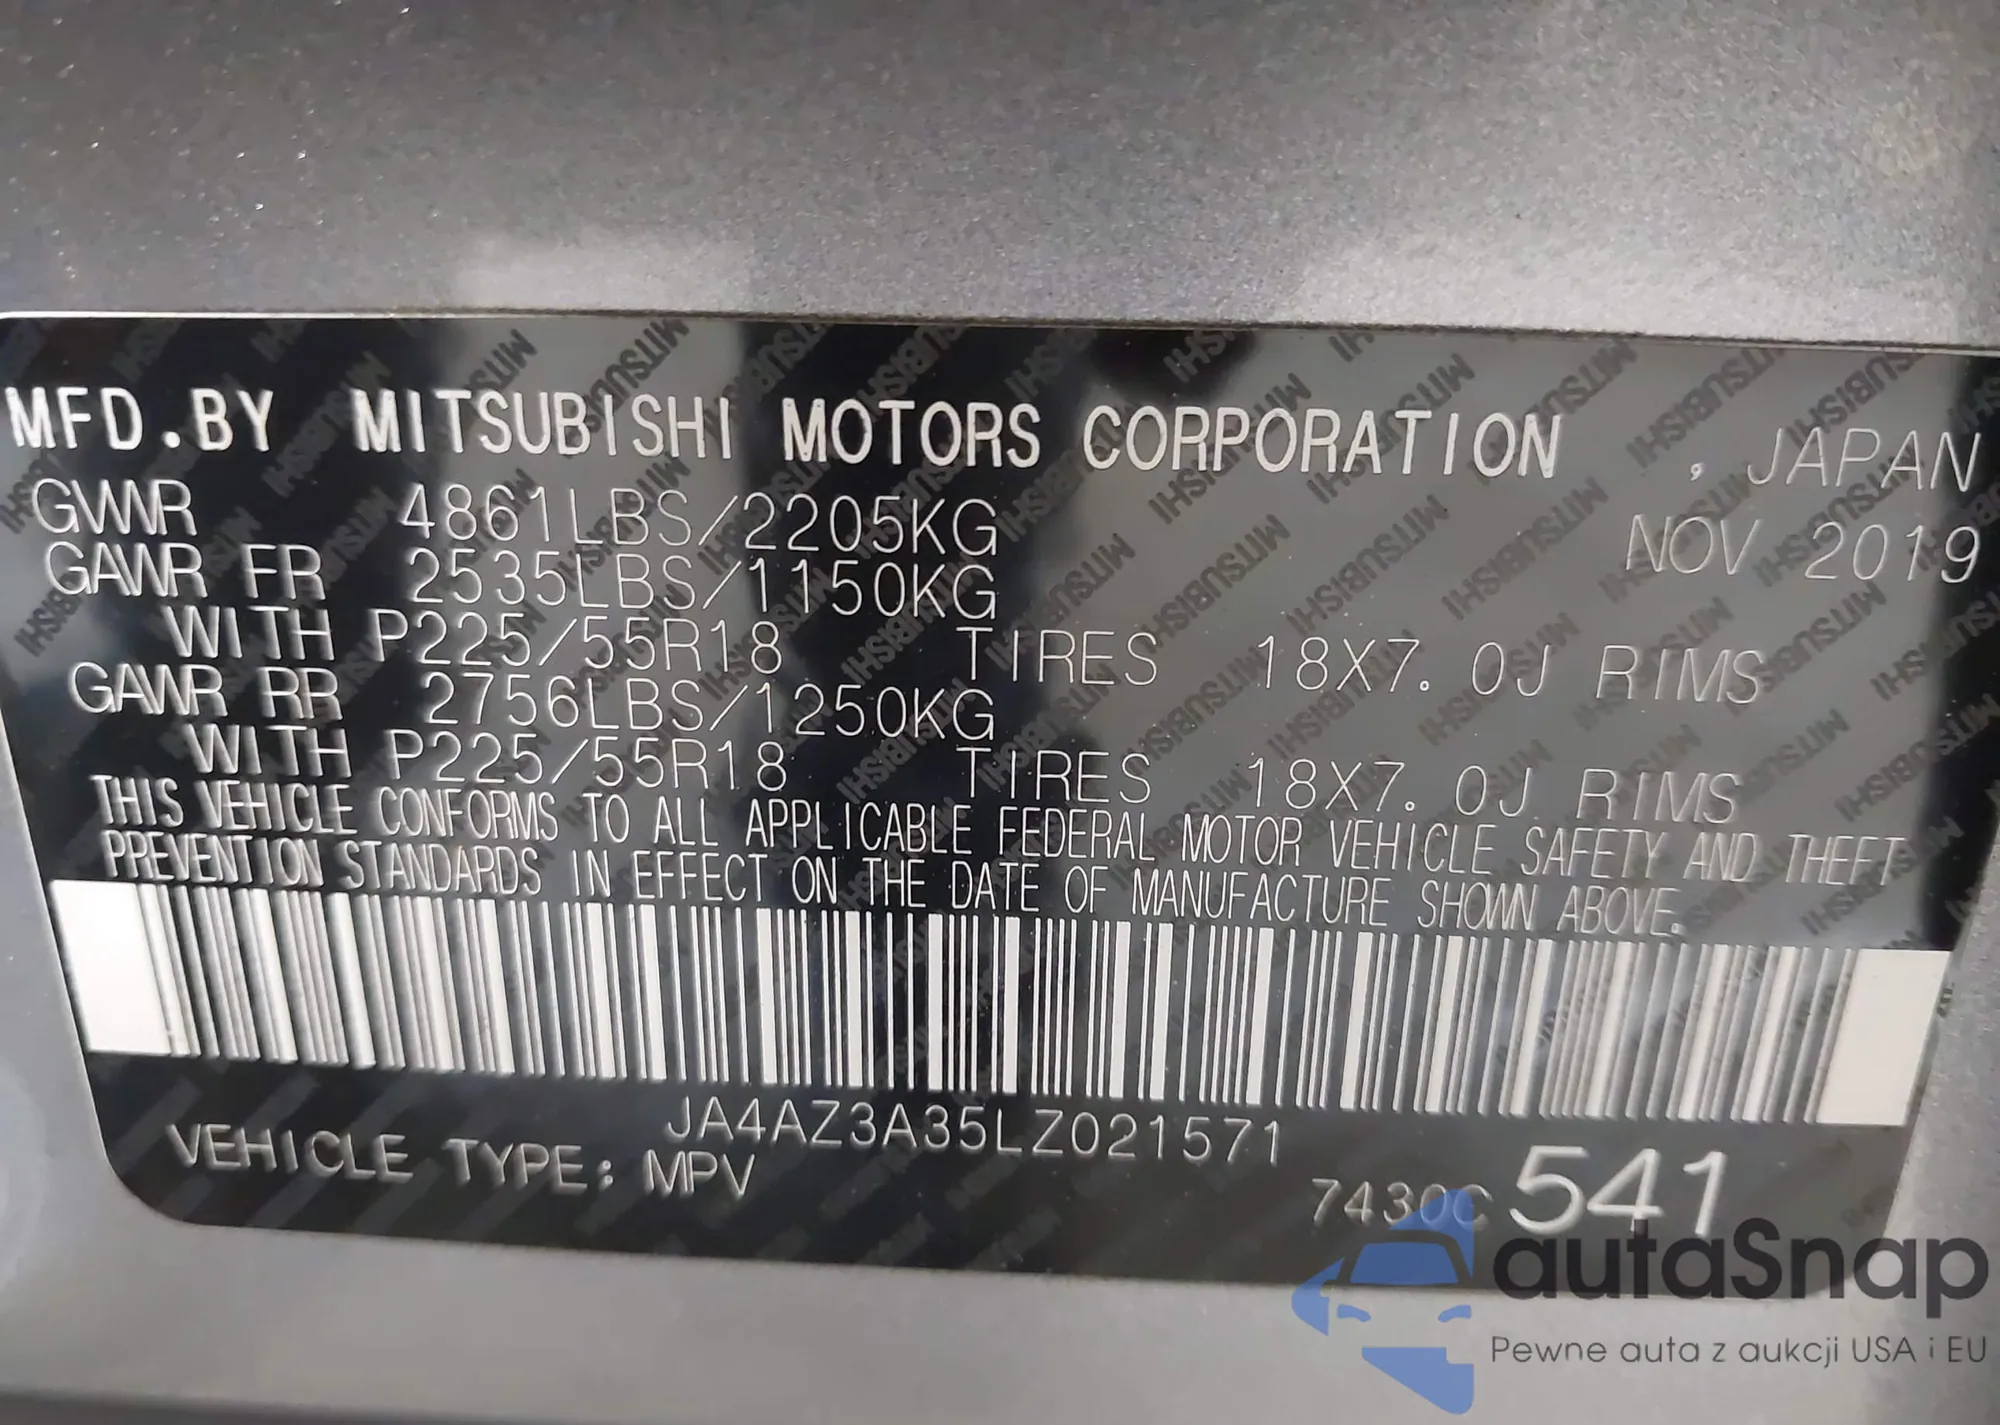 MFD.BY MITSUBISHI MOTORS CORPORATION , JAPAN
GVWR 4861LBS/2205KG NOV 2019
GAWR FR 2535LBS/1150KG
WITH P225/55R18 TIRES 18X7.0J RIMS
GAWR RR 2756LBS/1250KG
WITH P225/55R18 TIRES 18X7.0J RIMS
THIS VEHICLE CONFORMS TO ALL APPLICABLE FEDERAL MOTOR VEHICLE SAFETY AND THEFT
PREVENTION STANDARDS IN EFFECT ON THE DATE OF MANUFACTURE SHOWN ABOVE.
JA4AZ3A35LZ021571
VEHICLE TYPE: MPV
7430C 541
autaSnap
Pewne auta z aukcji USA i EU